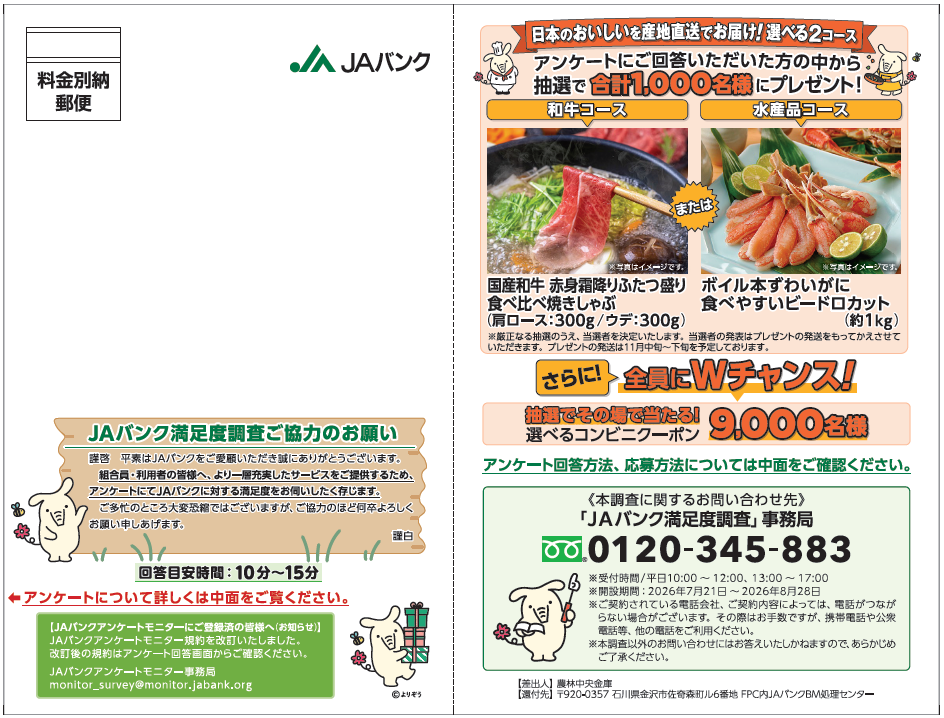 料金別納
郵便
JAバンク
JAバンク満足度調査ご協力のお願い
謹啓　平素はJAバンクをご愛顧いただき誠にありがとうございます。
組合員・利用者の皆様へ、より一層充実したサービスをご提供するため、
アンケートにてJAバンクに対する満足度をお伺いしたく存じます。
ご多忙のところ大変恐縮ではございますが、ご協力のほど何卒よろしく
お願い申しあげます。
謹白
回答目安時間：10分～15分
←アンケートについて詳しくは中面をご覧ください。
【JAバンクアンケートモニターにご登録済の皆様へ（お知らせ）】
JAバンクアンケートモニター規約を改訂いたしました。
改訂後の規約はアンケート回答画面からご確認ください。
JAバンクアンケートモニター事務局
monitor_survey@monitor.jabank.org
©よりぞう
日本のおいしいを産地直送でお届け！選べる2コース
アンケートにご回答いただいた方の中から
抽選で合計1,000名様にプレゼント！
和牛コース
水産品コース
または
※写真はイメージです。
※写真はイメージです。
国産和牛 赤身霜降りふたつ盛り
食べ比べ焼きしゃぶ
（肩ロース：300g／ウデ：300g）
ボイル本ずわいがに
食べやすいビードロカット
（約1kg）
※厳正なる抽選のうえ、当選者を決定いたします。当選者の発表はプレゼントの発送をもってかえさせて
いただきます。プレゼントの発送は11月中旬～下旬を予定しております。
さらに！
全員にWチャンス！
抽選でその場で当たる！
選べるコンビニクーポン
9,000名様
アンケート回答方法、応募方法については中面をご確認ください。
《本調査に関するお問い合わせ先》
「JAバンク満足度調査」事務局
0120-345-883
※受付時間/平日10:00 ～ 12:00、13:00 ～ 17:00
※開設期間：2026年7月21日～2026年8月28日
※ご契約されている電話会社、ご契約内容によっては、電話がつなが
らない場合がございます。その際はお手数ですが、携帯電話や公衆
電話等、他の電話をご利用ください。
※本調査以外のお問い合わせにはお答えいたしかねますので、あらかじめ
ご了承ください。
【差出人】農林中央金庫
【還付先】〒920-0357 石川県金沢市佐奇森町ル6番地 FPC内JAバンクBM処理センター